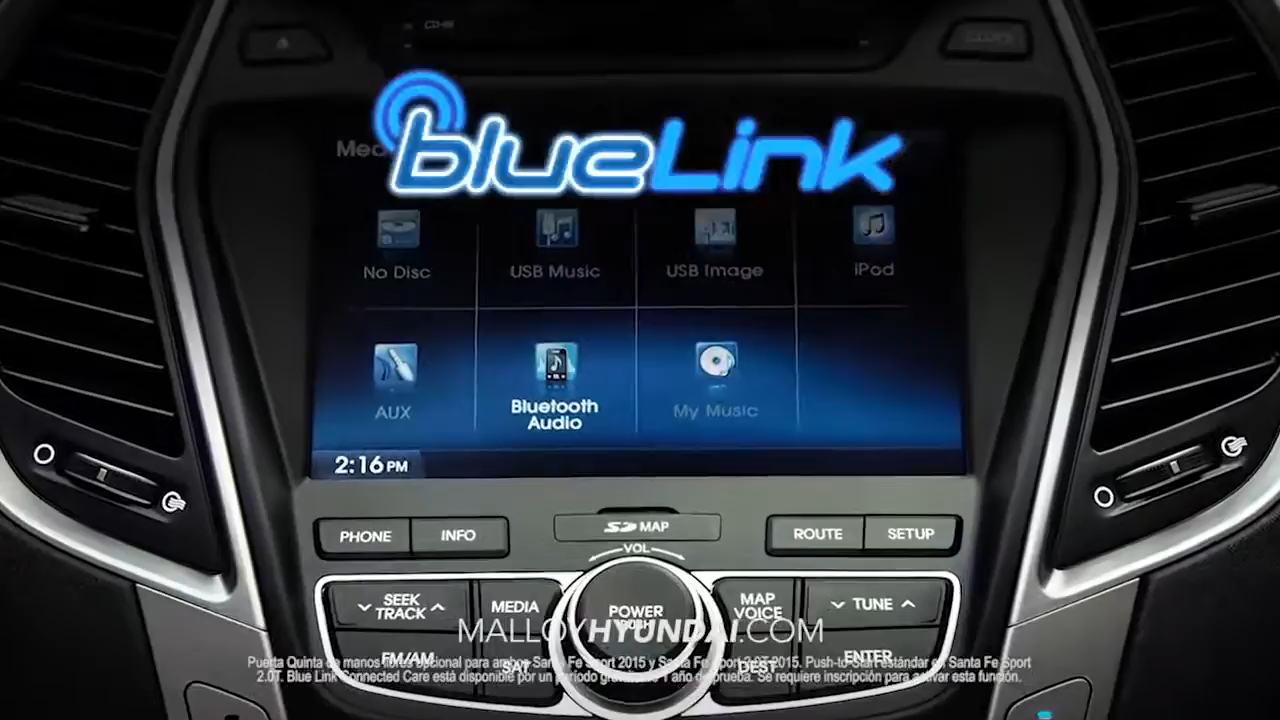 blueLink
No Disc
USB Music
USB Image
iPod
AUX
Bluetooth Audio
My Music
2:16 PM
PHONE
INFO
SD MAP
ROUTE
SETUP
VOL
SEEK
TRACK
MEDIA
POWER
PUSH
MAP
VOICE
TUNE
MALLOYHYUNDAI.COM
FM/AM
SAT
DEST
ENTER
Puerta Quinta de manos libres opcional para ambos Santa Fe Sport 2015 y Santa Fe Sport 2.0T 2015. Push-to-Start estándar en Santa Fe Sport
2.0T. Blue Link Connected Care está disponible por un período gratuito de 1 año de prueba. Se requiere inscripción para activar esta función.